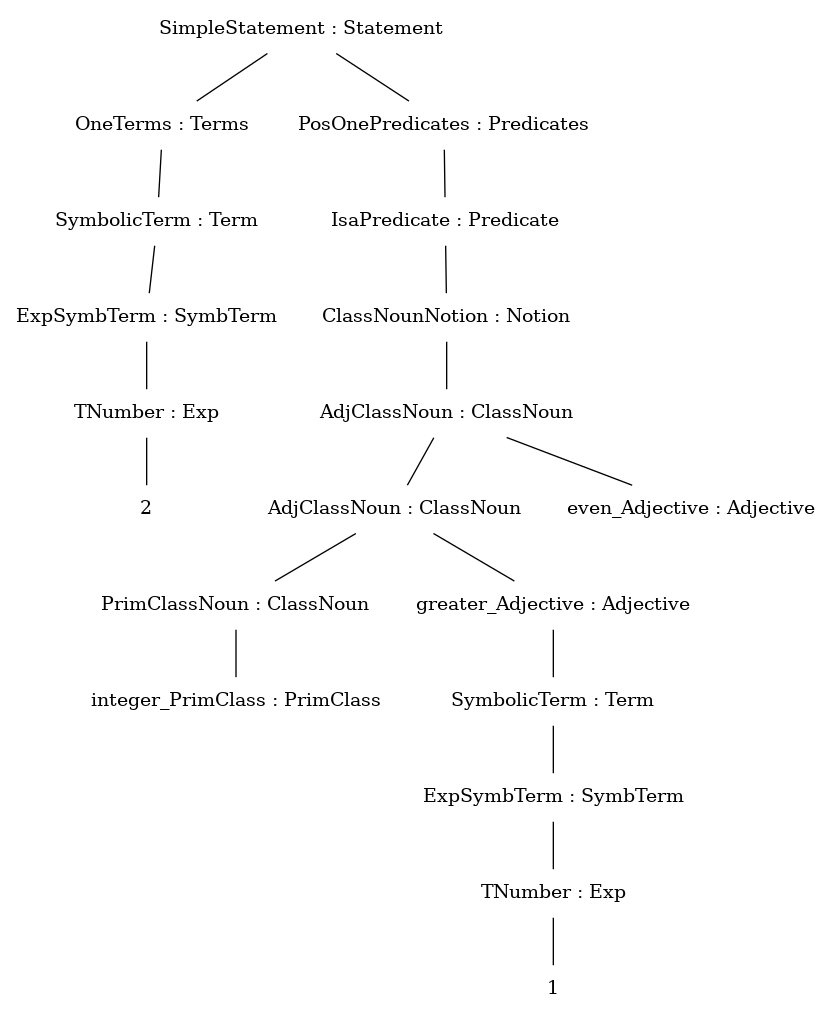 SimpleStatement : Statement
OneTerms : Terms
PosOnePredicates : Predicates
SymbolicTerm : Term
IsaPredicate : Predicate
ExpSymbTerm : SymbTerm
ClassNounNotion : Notion
TNumber : Exp
AdjClassNoun : ClassNoun
2
AdjClassNoun : ClassNoun
even_Adjective : Adjective
PrimClassNoun : ClassNoun
greater_Adjective : Adjective
integer_PrimClass : PrimClass
SymbolicTerm : Term
ExpSymbTerm : SymbTerm
TNumber : Exp
1